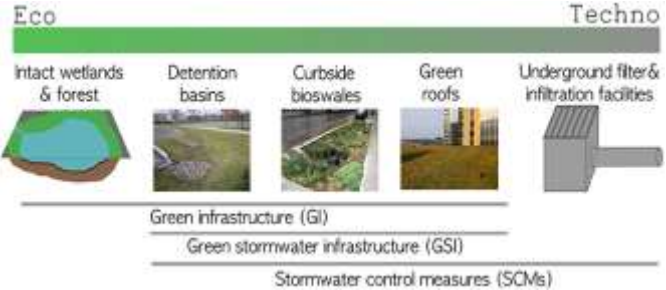 Eco
Techno
Intact wetlands
& forest
Detention
basins
Curbside
bioswales
Green
roofs
Underground filter&
infiltration facilities
Green infrastructure (GI)
Green stormwater infrastructure (GSI)
Stormwater control measures (SCMs)